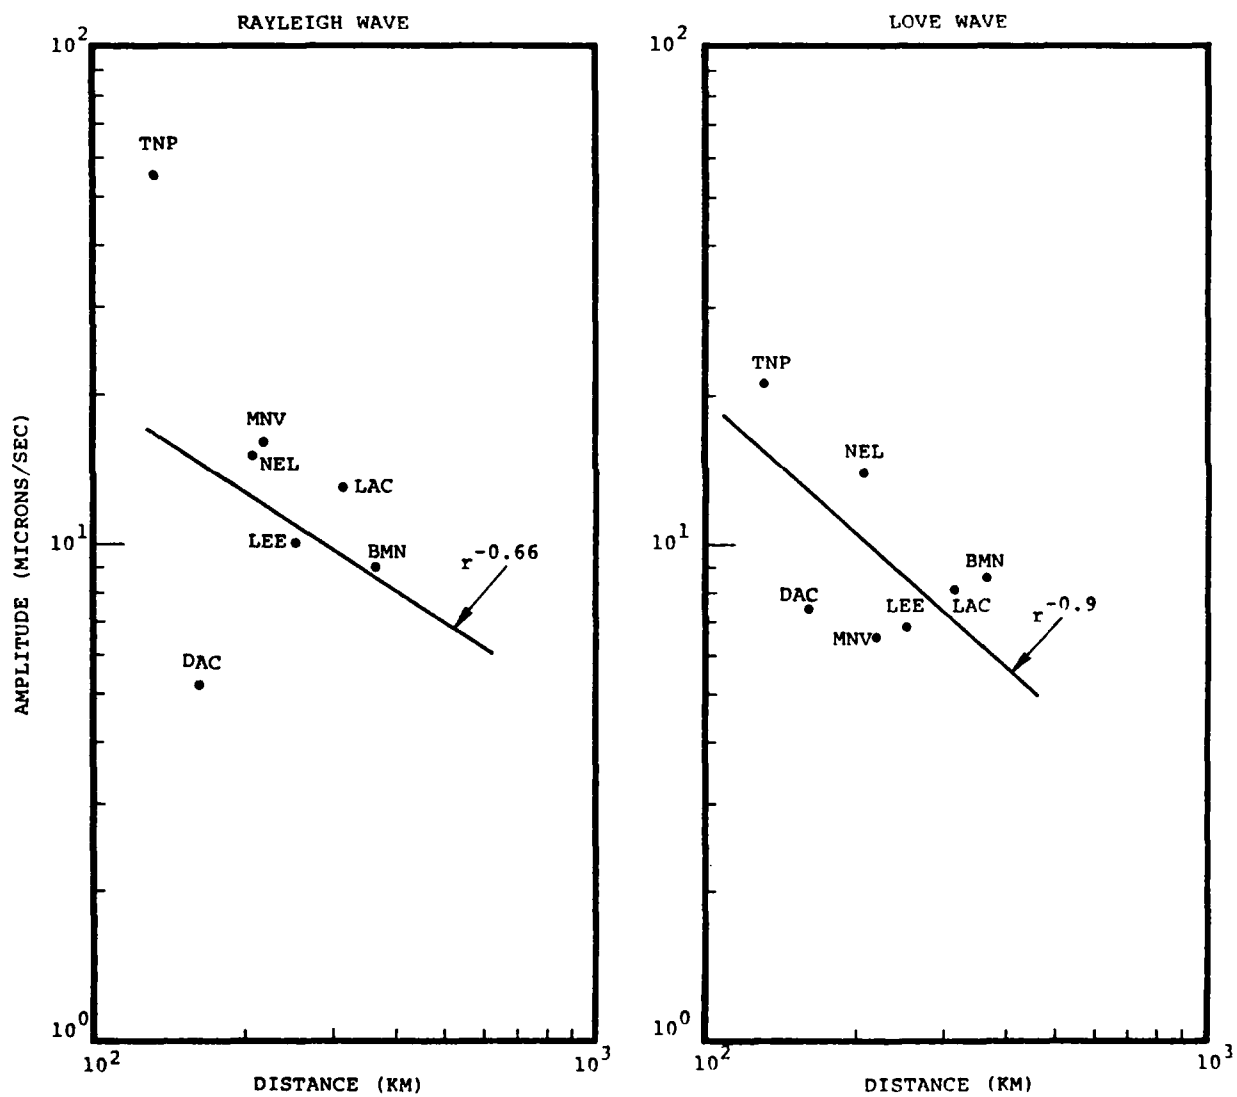 RAYLEIGH WAVE
10^2
TNP
MNV
NEL
LAC
10^1
LEE
BMN
r^-0.66
DAC
10^0
10^2
10^3
DISTANCE (KM)
AMPLITUDE (MICRONS/SEC)
LOVE WAVE
10^2
TNP
NEL
10^1
BMN
DAC
LEE
LAC
r^-0.9
MNV
10^0
10^2
10^3
DISTANCE (KM)